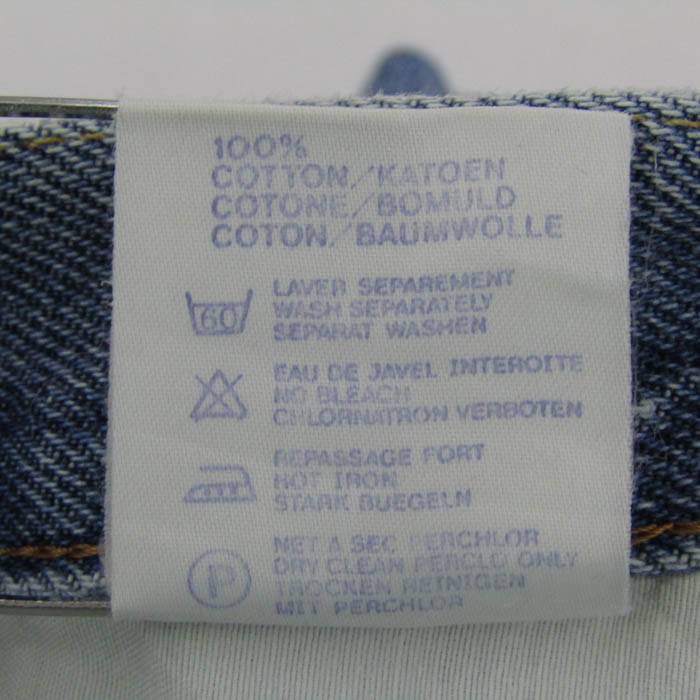 100%
COTTON/KATOEN
COTONE/BOMULD
COTON/BAUMWOLLE
LAVER SEPAREMENT
60 WASH SEPARATELY
SEPARAT WASHEN
EAU DE JAVEL INTERDITE
NO BLEACH
CHLORNATRON VERBOTEN
REPASSAGE FORT
HOT IRON
STARK BUEGELN
NET A SEC PERCHLOR
P DRY CLEAN PERCLO ONLY
TROCKEN REINIGEN
MIT PERCHLOR